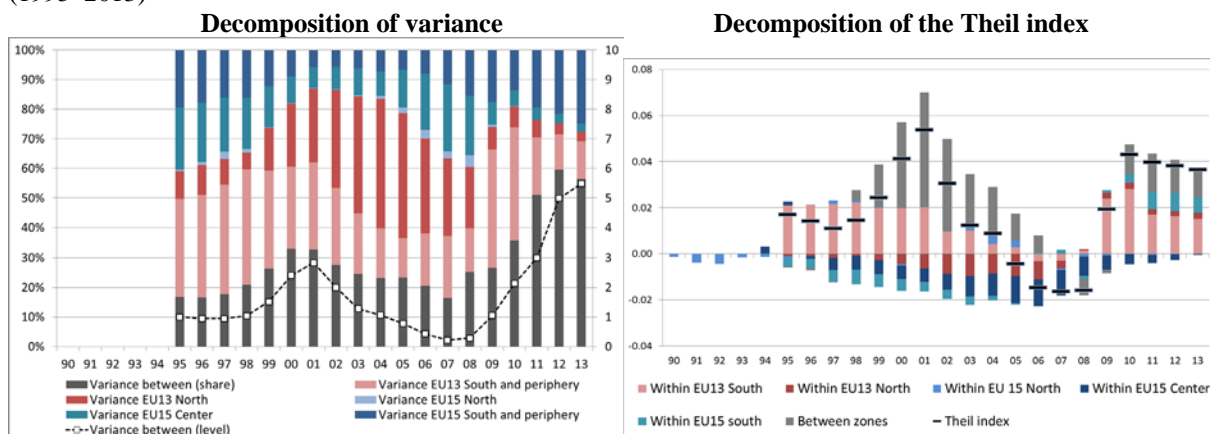 (1995–2013)
Decomposition of variance
Decomposition of the Theil index
100% 10
90% 9
80% 8
70% 7
60% 6
50% 5
40% 4
30% 3
20% 2
10% 1
0% 0
90 91 92 93 94 95 96 97 98 99 00 01 02 03 04 05 06 07 08 09 10 11 12 13
Variance between (share) Variance EU13 South and periphery
Variance EU13 North Variance EU15 North
Variance EU15 Center Variance EU15 South and periphery
Variance between (level)
0.08
0.06
0.04
0.02
0.00
-0.02
-0.04
90 91 92 93 94 95 96 97 98 99 00 01 02 03 04 05 06 07 08 09 10 11 12 13
Within EU13 South Within EU13 North Within EU 15 North Within EU15 Center
Within EU15 south Between zones Theil index